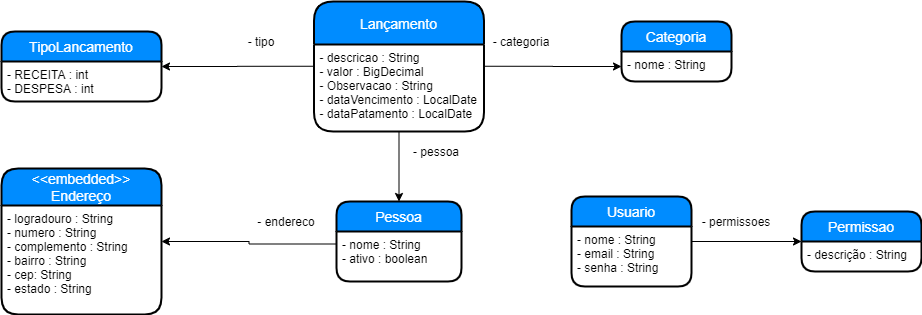 Lançamento
- descricao : String
- valor : BigDecimal
- Observacao : String
- dataVencimento : LocalDate
- dataPatamento : LocalDate
- tipo
- categoria
TipoLancamento
- RECEITA : int
- DESPESA : int
Categoria
- nome : String
- pessoa
<<embedded>>
Endereço
- logradouro : String
- numero : String
- complemento : String
- bairro : String
- cep: String
- estado : String
- endereco
Pessoa
- nome : String
- ativo : boolean
Usuario
- nome : String
- email : String
- senha : String
- permissoes
Permissao
- descrição : String